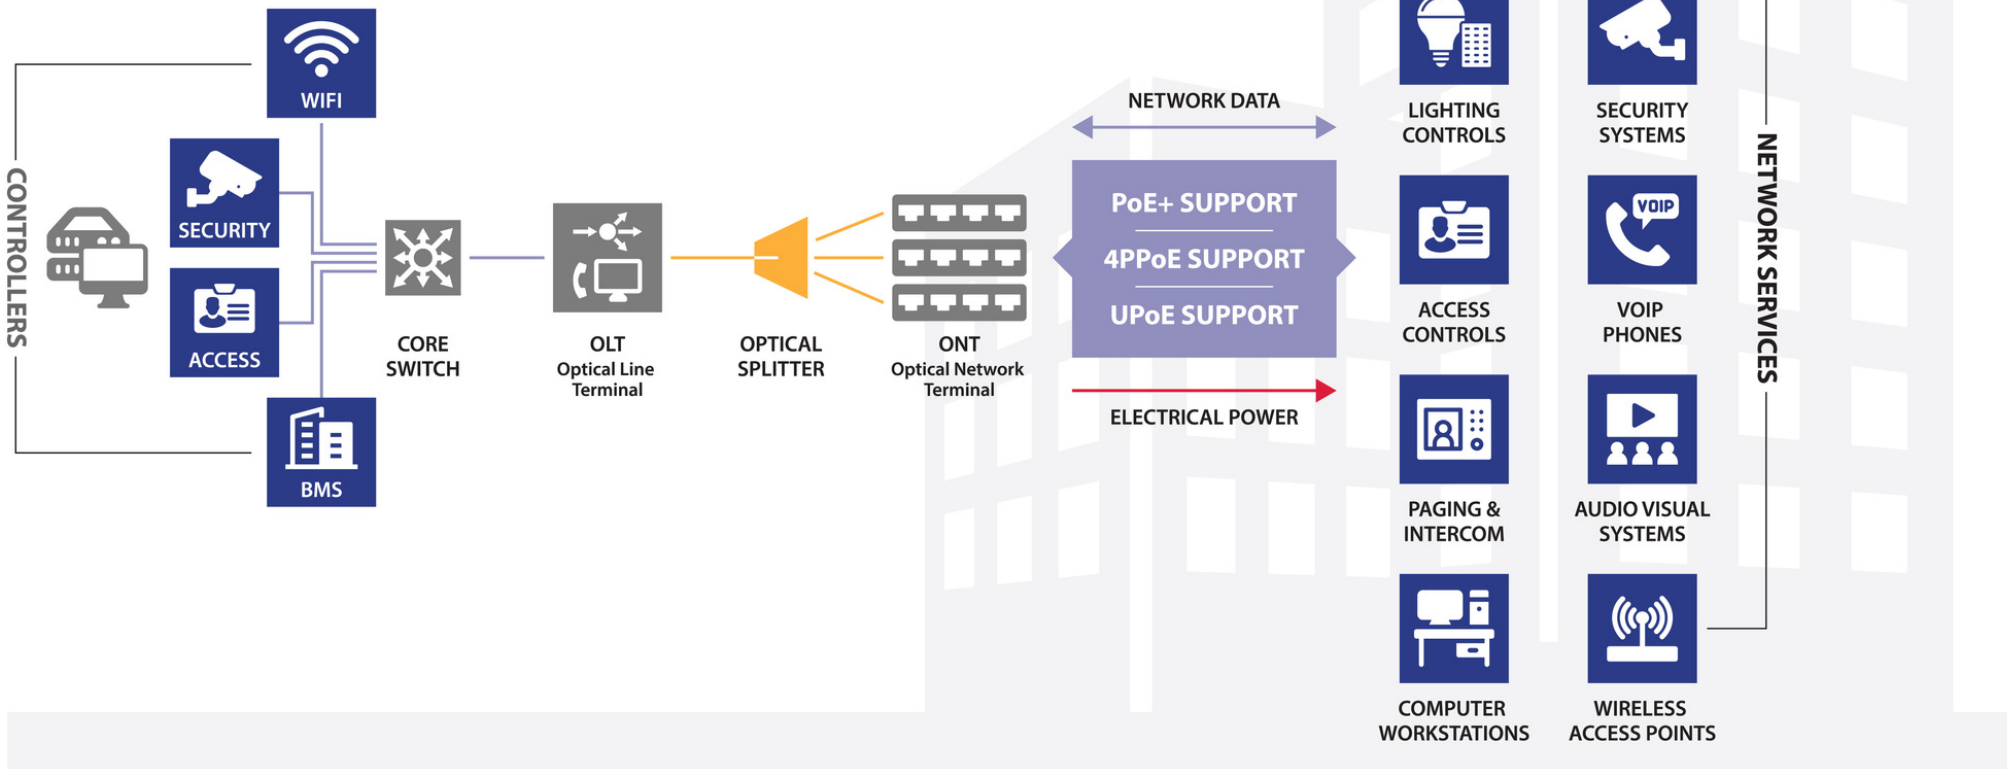 WIFI
CONTROLLERS
SECURITY
ACCESS
BMS
CORE
SWITCH
OLT
Optical Line
Terminal
OPTICAL
SPLITTER
ONT
Optical Network
Terminal
NETWORK DATA
PoE+ SUPPORT
4PPoE SUPPORT
UPoE SUPPORT
ELECTRICAL POWER
LIGHTING
CONTROLS
SECURITY
SYSTEMS
ACCESS
CONTROLS
VOIP
VOIP
PHONES
PAGING &
INTERCOM
AUDIO VISUAL
SYSTEMS
COMPUTER
WORKSTATIONS
WIRELESS
ACCESS POINTS
NETWORK SERVICES